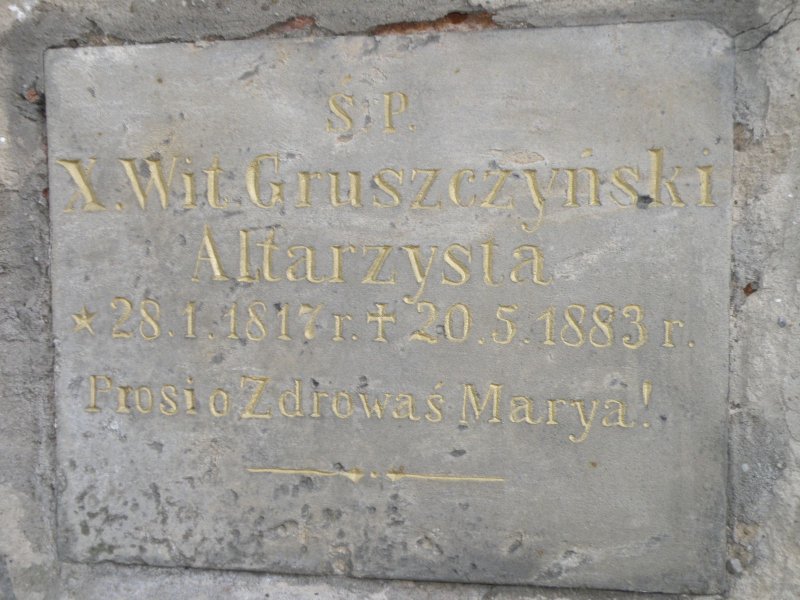 Ś. P.
X. Wit Gruszczyński
Altarzysta
* 28.1.1817 r. ✝ 20.5.1883 r.
Prosi o Zdrowaś Marya!